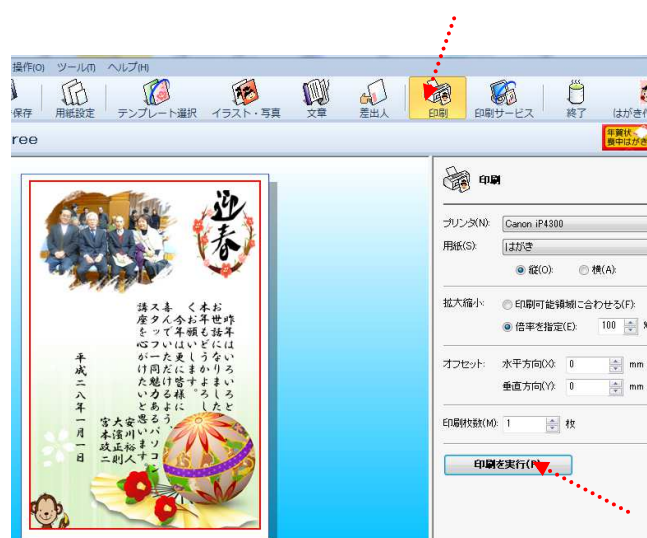 操作(O) ツール(T) ヘルプ(H)
保存 用紙設定 テンプレート選択 イラスト・写真 文章 差出人 印刷 印刷サービス 終了 はがき作
ree
年賀状
喪中はがき
迎春
昨年はいろいろと
お世話になりました
本年もどうかよろし
くお願いします。
今年は更に皆様に
喜んでいただけるよう、
スタッフ一同魅力あるパソコン
講座を心がけたいと思います
安川裕人
大濱正則
宮本政二
平成二八年一月一日
印刷
プリンタ(N): Canon iP4300
用紙(S): はがき
縦(O): 横(A):
拡大縮小: 印刷可能領域に合わせる(F):
倍率を指定(E): 100 %
オフセット: 水平方向(X): 0 mm
垂直方向(Y): 0 mm
印刷枚数(M): 1 枚
印刷を実行(P)